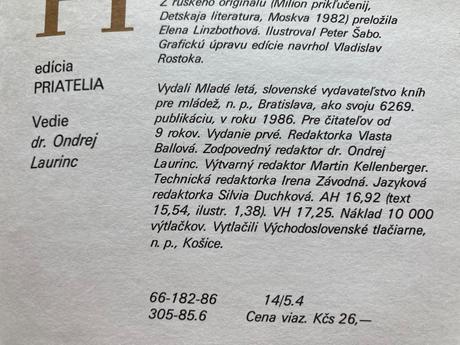 H
Z ruského originálu (Milion prikľučenij,
Detskaja literatura, Moskva 1982) preložila
Elena Linzbothová. Ilustroval Peter Šabo.
Grafickú úpravu edície navrhol Vladislav
Rostoka.
edícia
PRIATELIA
Vedie
dr. Ondrej
Laurinc
Vydali Mladé letá, slovenské vydavateľstvo kníh
pre mládež, n. p., Bratislava, ako svoju 6269.
publikáciu, v roku 1986. Pre čitateľov od
9 rokov. Vydanie prvé. Redaktorka Vlasta
Ballová. Zodpovedný redaktor dr. Ondrej
Laurinc. Výtvarný redaktor Martin Kellenberger.
Technická redaktorka Irena Závodná. Jazyková
redaktorka Silvia Duchková. AH 16,92 (text
15,54, ilustr. 1,38). VH 17,25. Náklad 10 000
výtlačkov. Vytlačili Východoslovenské tlačiarne,
n. p., Košice.
66-182-86 14/5.4
305-85.6 Cena viaz. Kčs 26,—